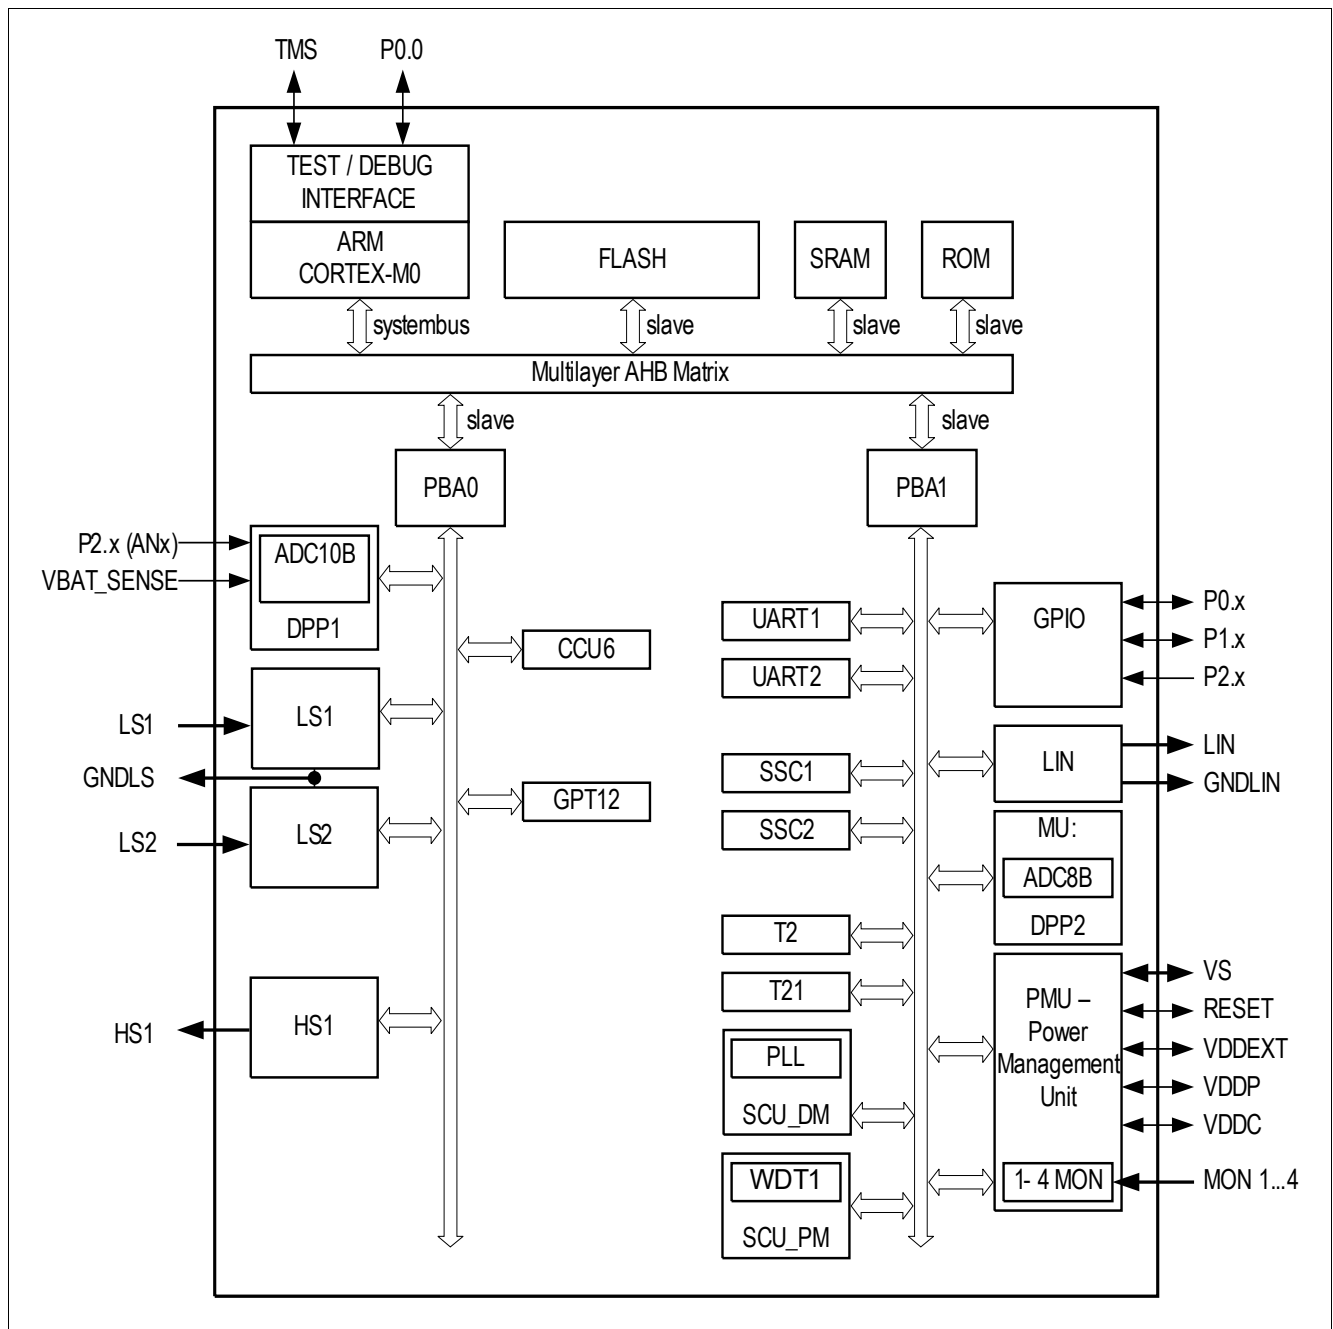 TMS
P0.0
TEST / DEBUG
INTERFACE
ARM
CORTEX-M0
FLASH
SRAM
ROM
systembus
slave
slave
slave
Multilayer AHB Matrix
slave
slave
PBA0
PBA1
P2.x (ANx)
VBAT_SENSE
ADC10B
DPP1
CCU6
LS1
LS1
GNDLS
GPT12
LS2
LS2
HS1
HS1
UART1
UART2
SSC1
SSC2
T2
T21
PLL
SCU_DM
WDT1
SCU_PM
GPIO
P0.x
P1.x
P2.x
LIN
LIN
GNDLIN
MU:
ADC8B
DPP2
PMU –
Power
Management
Unit
1- 4 MON
VS
RESET
VDDEXT
VDDP
VDDC
MON 1...4